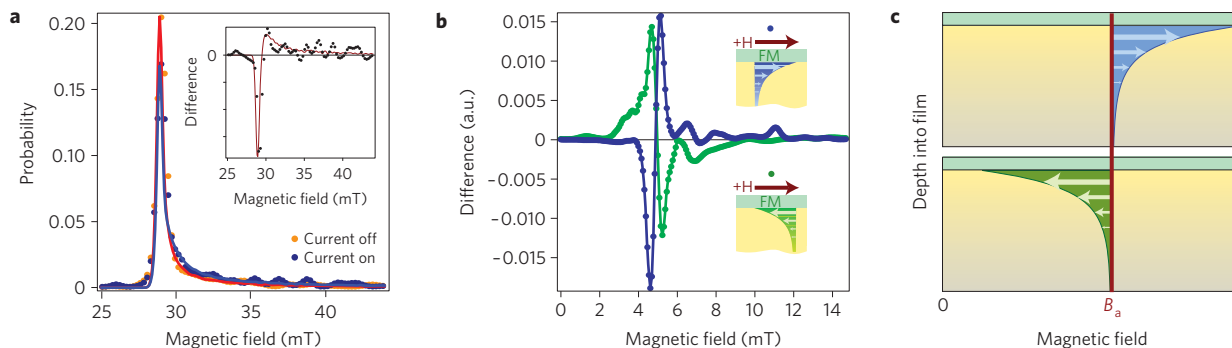 a
0.20
0.15
0.10
0.05
0
Probability
25
30
35
40
Magnetic field (mT)
Current off
Current on
0
Difference
25
30
35
40
Magnetic field (mT)
b
0.015
0.010
0.005
0
-0.005
-0.010
-0.015
Difference (a.u.)
0
2
4
6
8
10
12
14
Magnetic field (mT)
+H
FM
+H
FM
c
Depth into film
0
Bₐ
Magnetic field